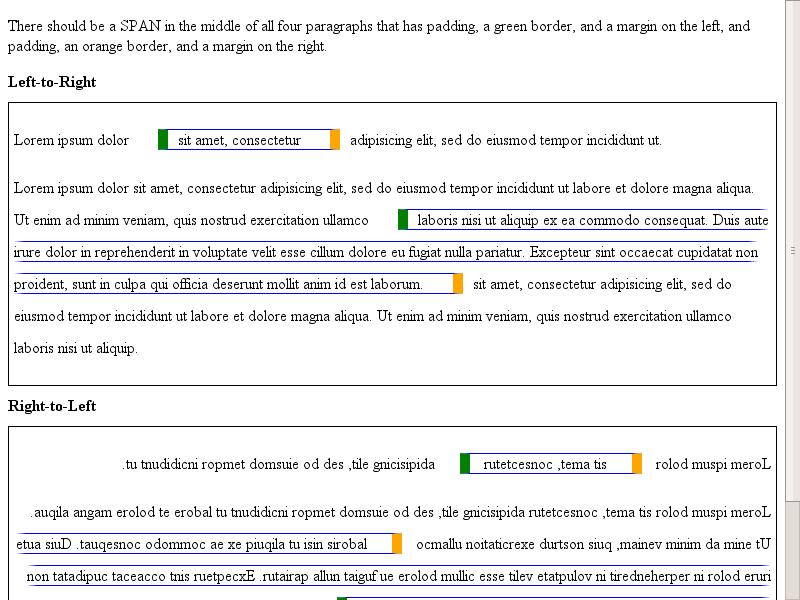 There should be a SPAN in the middle of all four paragraphs that has padding, a green border, and a margin on the left, and
padding, an orange border, and a margin on the right.
Left-to-Right
Lorem ipsum dolor sit amet, consectetur adipisicing elit, sed do eiusmod tempor incididunt ut.
Lorem ipsum dolor sit amet, consectetur adipisicing elit, sed do eiusmod tempor incididunt ut labore et dolore magna aliqua.
Ut enim ad minim veniam, quis nostrud exercitation ullamco laboris nisi ut aliquip ex ea commodo consequat. Duis aute
irure dolor in reprehenderit in voluptate velit esse cillum dolore eu fugiat nulla pariatur. Excepteur sint occaecat cupidatat non
proident, sunt in culpa qui officia deserunt mollit anim id est laborum. sit amet, consectetur adipisicing elit, sed do
eiusmod tempor incididunt ut labore et dolore magna aliqua. Ut enim ad minim veniam, quis nostrud exercitation ullamco
laboris nisi ut aliquip.
Right-to-Left
.tu tnudidicni ropmet domsuie od des ,tile gnicisipida rutetcesnoc ,tema tis rolod muspi meroL
.auqila angam erolod te erobal tu tnudidicni ropmet domsuie od des ,tile gnicisipida rutetcesnoc ,tema tis rolod muspi meroL
etua siuD .tauqesnoc odommoc ae xe piuqila tu isin sirobal ocmallu noitaticrexe durtson siuq ,mainev minim da mine tU
non tatadipuc taceacco tnis ruetpecxE .rutairap allun taiguf ue erolod mullic esse tilev etatpulov ni tiredneherper ni rolod eruri